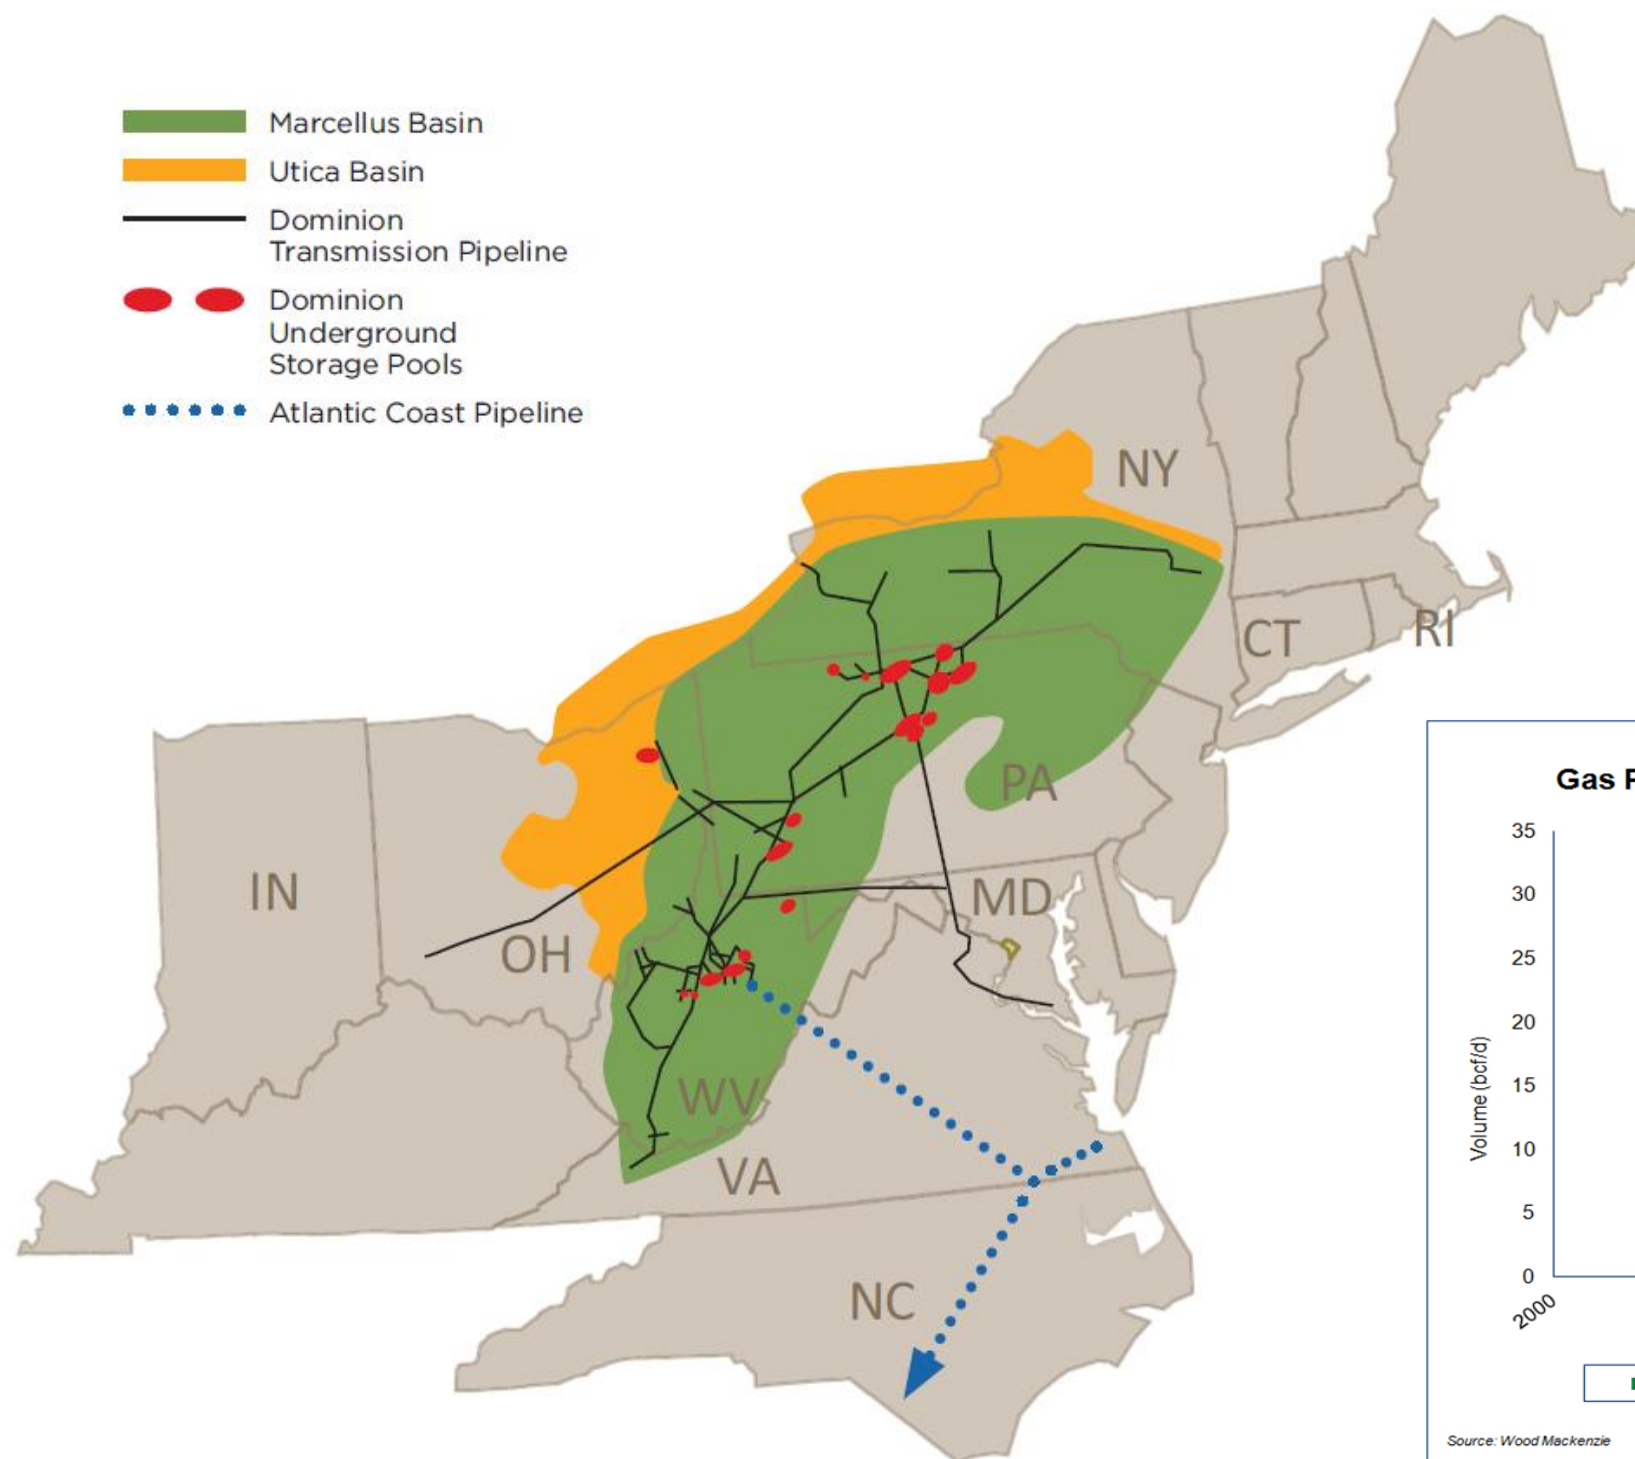 Marcellus Basin
Utica Basin
Dominion
Transmission Pipeline
Dominion
Underground
Storage Pools
Atlantic Coast Pipeline
NY
CT
RI
PA
IN
MD
OH
WV
VA
NC
Gas P
35
30
25
20
15
10
5
0
Volume (bcf/d)
2000
Source: Wood Mackenzie